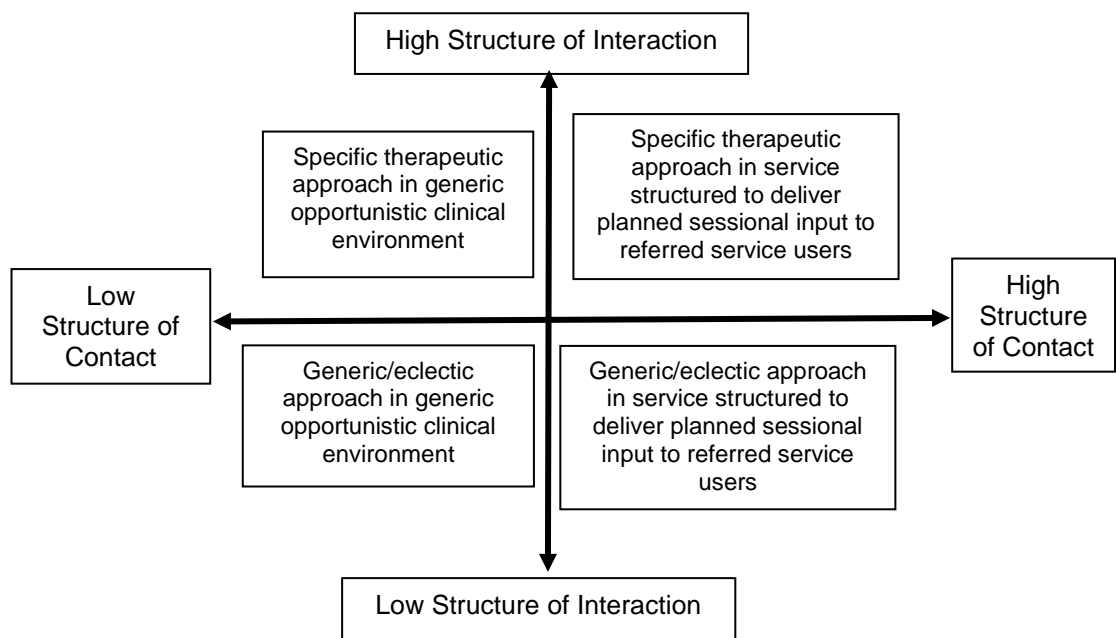 High Structure of Interaction
Specific therapeutic
approach in generic
opportunistic clinical
environment
Specific therapeutic
approach in service
structured to deliver
planned sessional input to
referred service users
Low
Structure of
Contact
High
Structure
of Contact
Generic/eclectic
approach in generic
opportunistic clinical
environment
Generic/eclectic approach
in service structured to
deliver planned sessional
input to referred service
users
Low Structure of Interaction